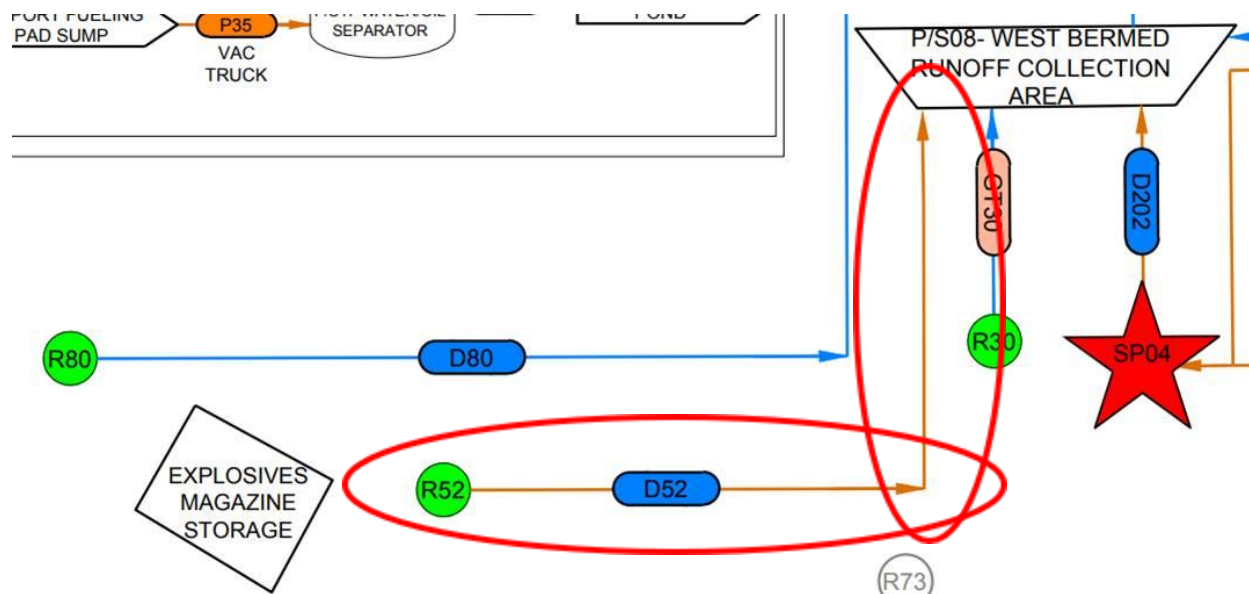 PORT FUELING
PAD SUMP
P35
VAC
TRUCK
SEPARATOR
POND
P/S08- WEST BERMED
RUNOFF COLLECTION
AREA
OT30
D202
R80
D80
R30
SP04
EXPLOSIVES
MAGAZINE
STORAGE
R52
D52
R73